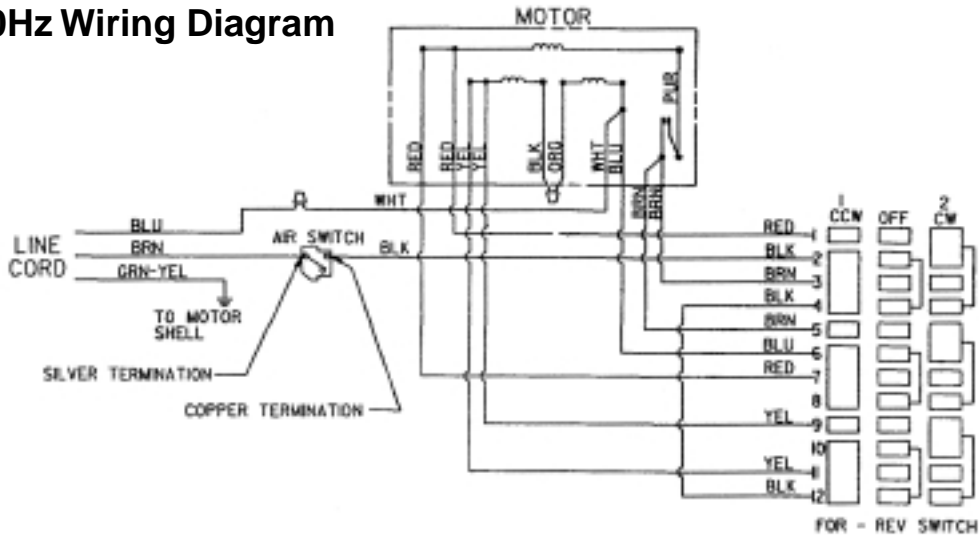 0Hz Wiring Diagram
MOTOR
PUR
RED
RED
YEL
YEL
BLK
ORG
WHT
BLU
BRN
BRN
WHT
LINE
CORD
BLU
BRN
GRN-YEL
AIR SWITCH
BLK
TO MOTOR
SHELL
SILVER TERMINATION
COPPER TERMINATION
1
CCW
OFF
2
CW
RED 1
BLK 2
BRN 3
BLK 4
BRN 5
BLU 6
RED 7
8
YEL 9
10
YEL 11
BLK 12
FOR - REV SWITCH